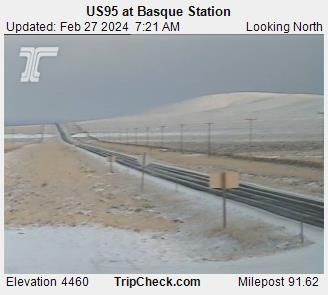 US95 at Basque Station
Updated: Feb 27 2024 7:21 AM Looking North
Elevation 4460 TripCheck.com Milepost 91.62